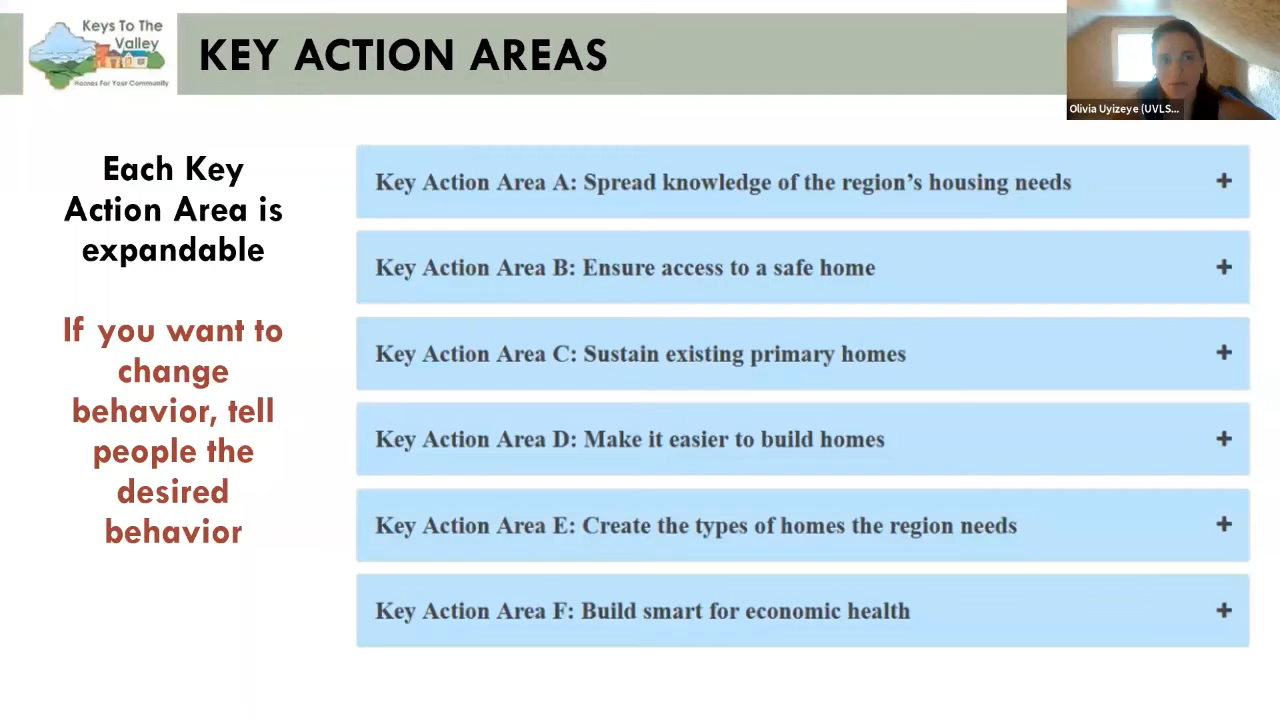 Keys To The
Valley
Homes For Your Community
KEY ACTION AREAS
Olivia Uyizeye (UVLS...
Each Key
Action Area is
expandable
If you want to
change
behavior, tell
people the
desired
behavior
Key Action Area A: Spread knowledge of the region’s housing needs +
Key Action Area B: Ensure access to a safe home +
Key Action Area C: Sustain existing primary homes +
Key Action Area D: Make it easier to build homes +
Key Action Area E: Create the types of homes the region needs +
Key Action Area F: Build smart for economic health +